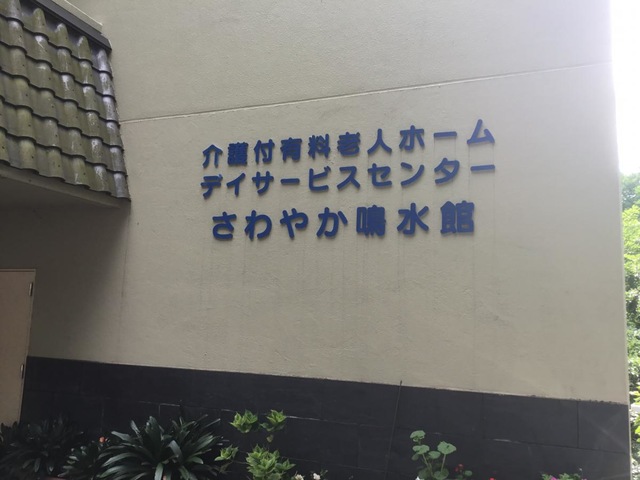 介護付有料老人ホーム
デイサービスセンター
さわやか鳴水館